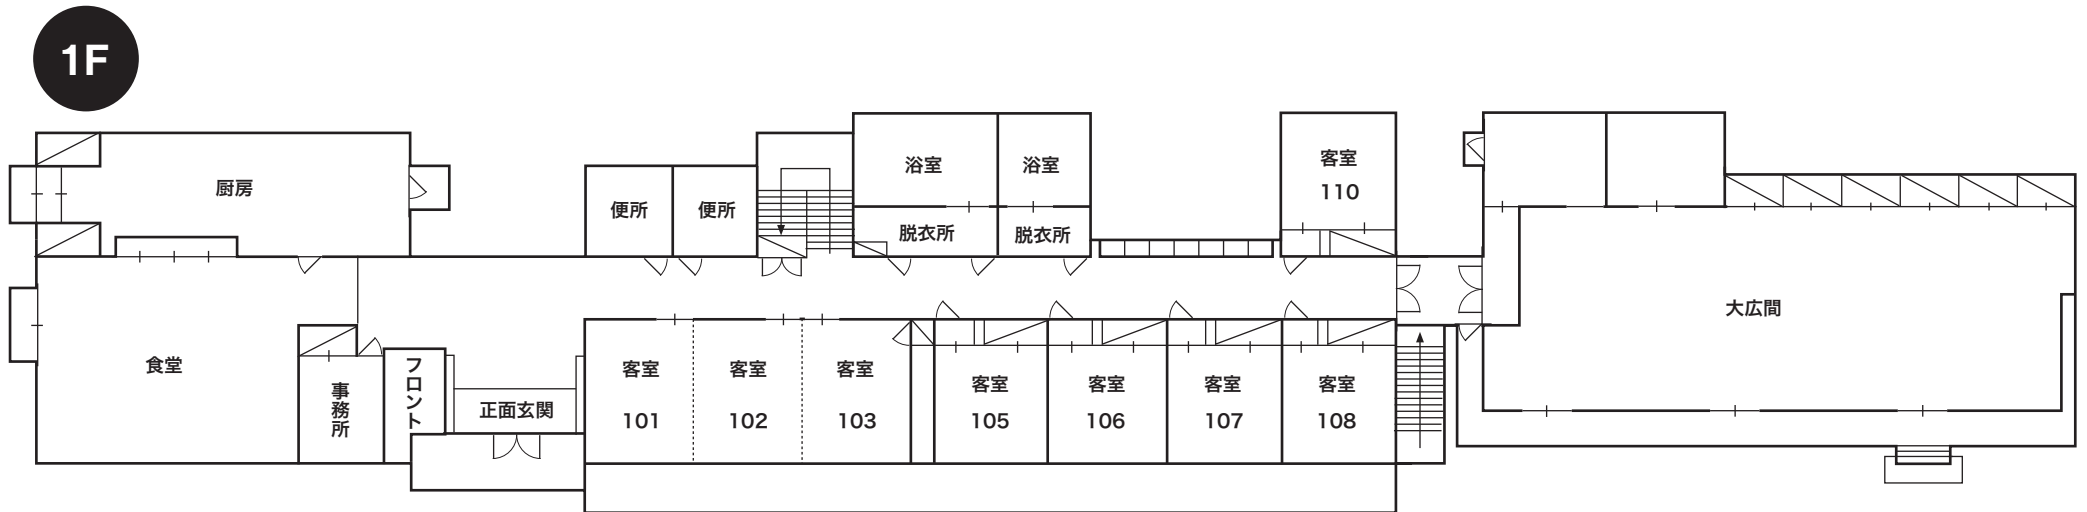 1F
厨房
便所
便所
浴室
浴室
脱衣所
脱衣所
客室
110
大広間
食堂
事務所
フロント
正面玄関
客室
101
客室
102
客室
103
客室
105
客室
106
客室
107
客室
108